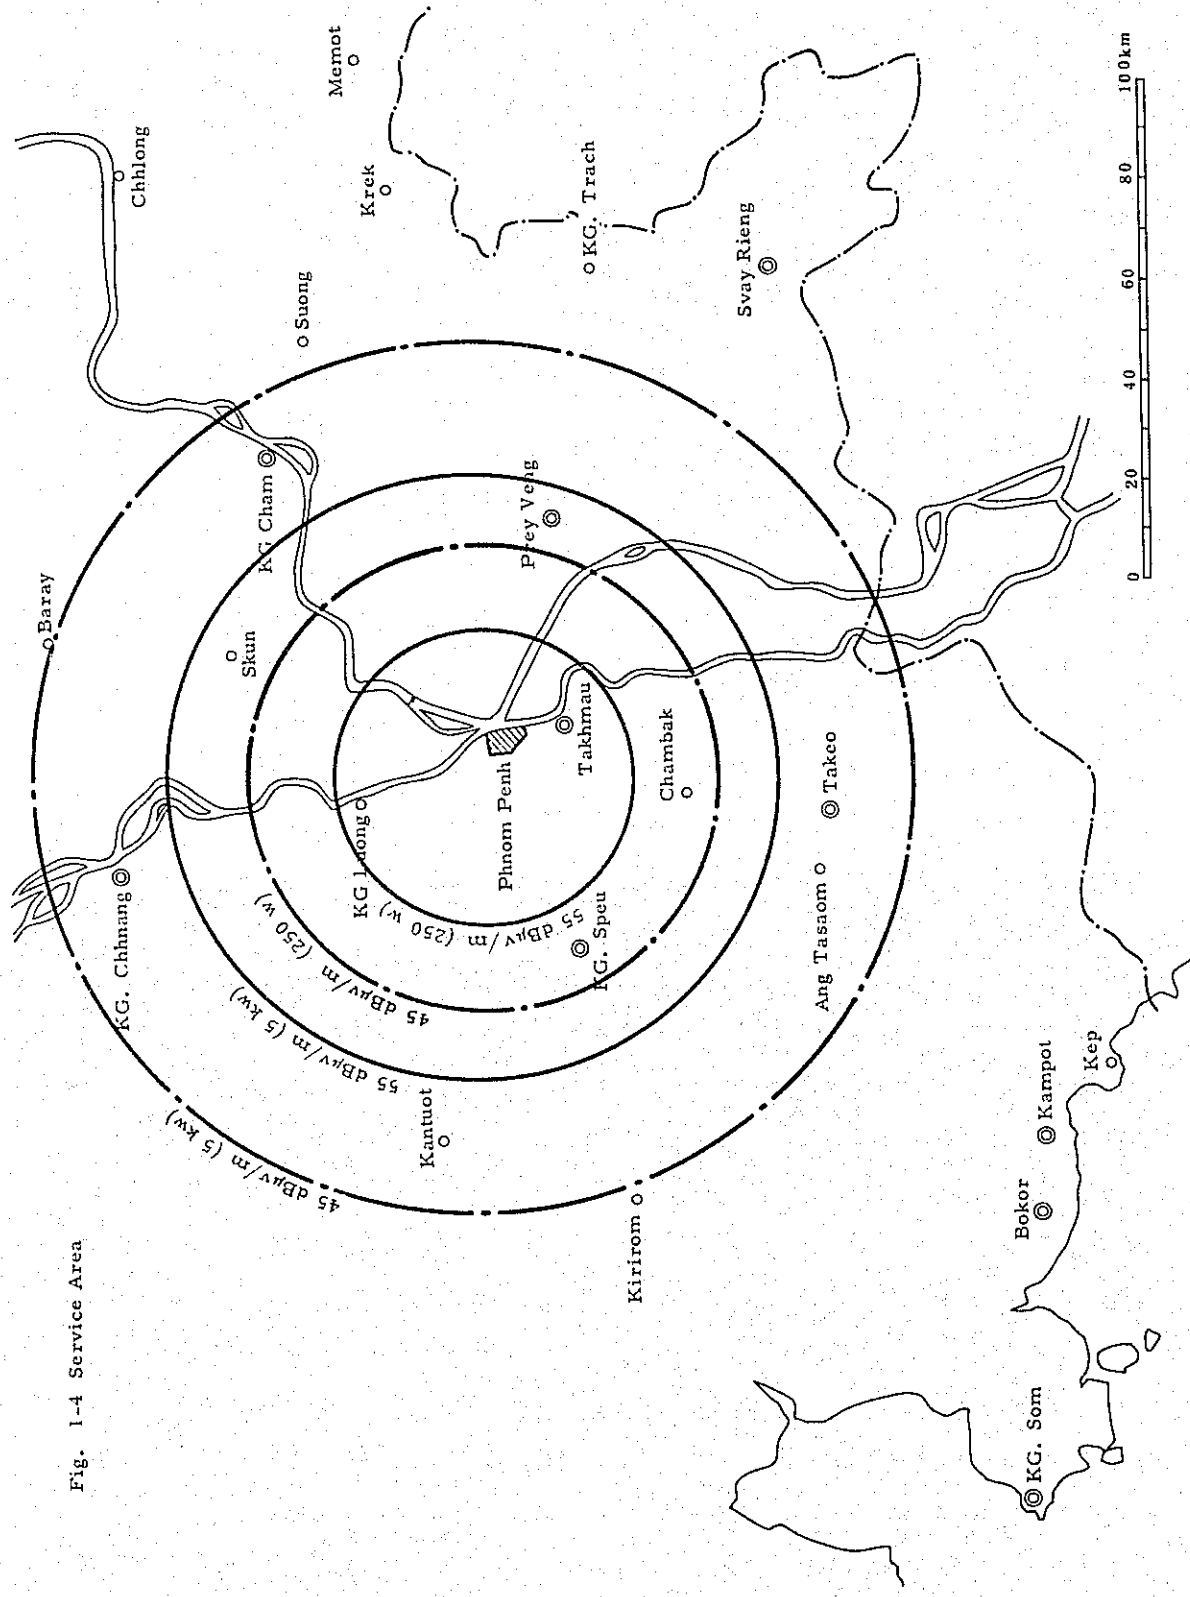 Fig. 1-4 Service Area
Baray
Chhlong
Memot
KG. Chhnang
Skun
KG Cham
Suong
Krek
45 dBμv/m (5 kw)
55 dBμv/m (5 kw)
45 dBμv/m (250 w)
55 dBμv/m (250 w)
KG Luong
Kantuot
Phnom Penh
Prey Veng
KG. Trach
KG. Speu
Takhmau
Kirirom
Chambak
Svay Rieng
Ang Tasaom
Takeo
Bokor
Kampot
Kep
KG. Som
0
20
40
60
80
100km